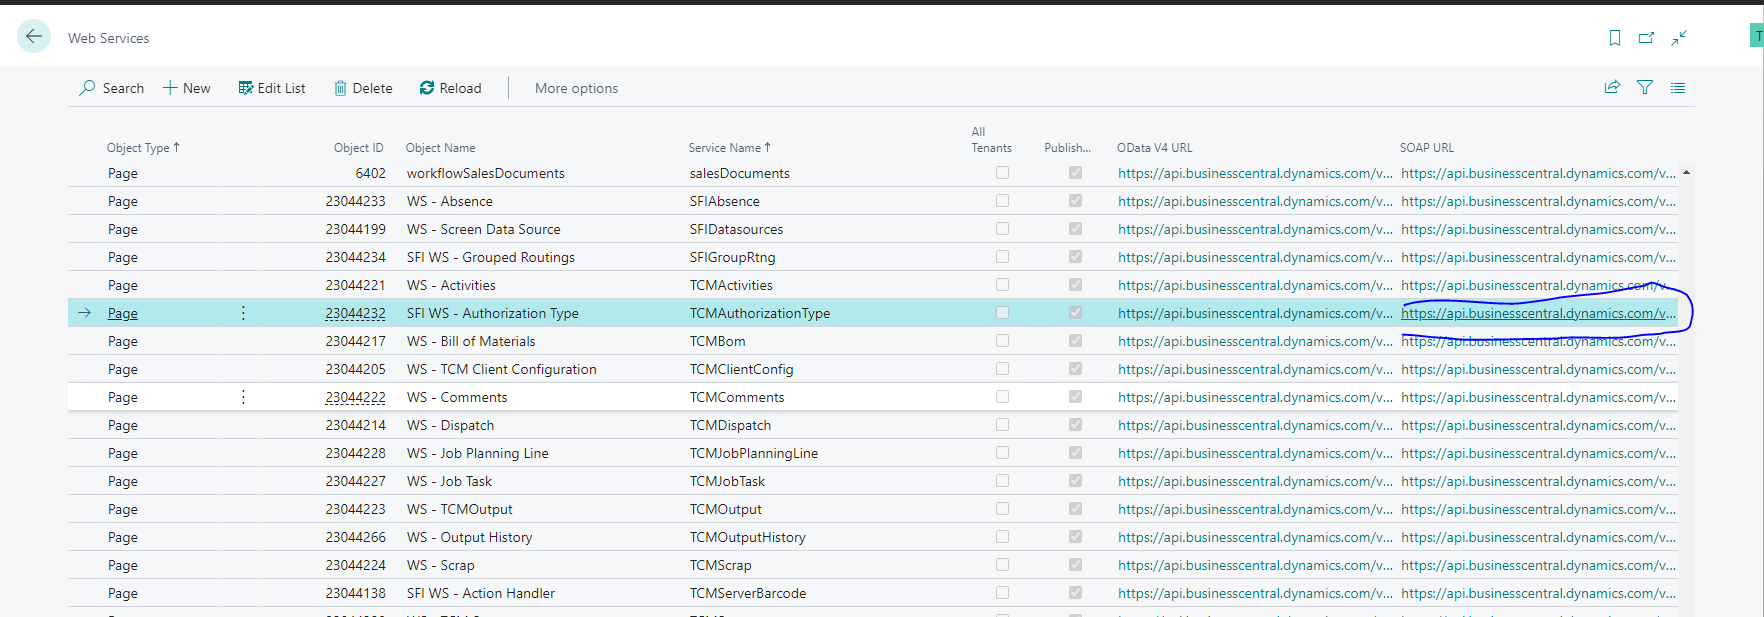 Web Services
Search New Edit List Delete Reload More options
Object Type ↑ Object ID Object Name Service Name ↑ All Tenants Publish... OData V4 URL SOAP URL
Page 6402 workflowSalesDocuments salesDocuments https://api.businesscentral.dynamics.com/v... https://api.businesscentral.dynamics.com/v...
Page 23044233 WS - Absence SFIAbsence https://api.businesscentral.dynamics.com/v... https://api.businesscentral.dynamics.com/v...
Page 23044199 WS - Screen Data Source SFIDatasources https://api.businesscentral.dynamics.com/v... https://api.businesscentral.dynamics.com/v...
Page 23044234 SFI WS - Grouped Routings SFIGroupRtng https://api.businesscentral.dynamics.com/v... https://api.businesscentral.dynamics.com/v...
Page 23044221 WS - Activities TCMActivities https://api.businesscentral.dynamics.com/v... https://api.businesscentral.dynamics.com/v...
Page 23044232 SFI WS - Authorization Type TCMAuthorizationType https://api.businesscentral.dynamics.com/v... https://api.businesscentral.dynamics.com/v...
Page 23044217 WS - Bill of Materials TCMBom https://api.businesscentral.dynamics.com/v... https://api.businesscentral.dynamics.com/v...
Page 23044205 WS - TCM Client Configuration TCMClientConfig https://api.businesscentral.dynamics.com/v... https://api.businesscentral.dynamics.com/v...
Page 23044222 WS - Comments TCMComments https://api.businesscentral.dynamics.com/v... https://api.businesscentral.dynamics.com/v...
Page 23044214 WS - Dispatch TCMDispatch https://api.businesscentral.dynamics.com/v... https://api.businesscentral.dynamics.com/v...
Page 23044228 WS - Job Planning Line TCMJobPlanningLine https://api.businesscentral.dynamics.com/v... https://api.businesscentral.dynamics.com/v...
Page 23044227 WS - Job Task TCMJobTask https://api.businesscentral.dynamics.com/v... https://api.businesscentral.dynamics.com/v...
Page 23044223 WS - TCMOutput TCMOutput https://api.businesscentral.dynamics.com/v... https://api.businesscentral.dynamics.com/v...
Page 23044266 WS - Output History TCMOutputHistory https://api.businesscentral.dynamics.com/v... https://api.businesscentral.dynamics.com/v...
Page 23044224 WS - Scrap TCMScrap https://api.businesscentral.dynamics.com/v... https://api.businesscentral.dynamics.com/v...
Page 23044138 SFI WS - Action Handler TCMServerBarcode https://api.businesscentral.dynamics.com/v... https://api.businesscentral.dynamics.com/v...
Page